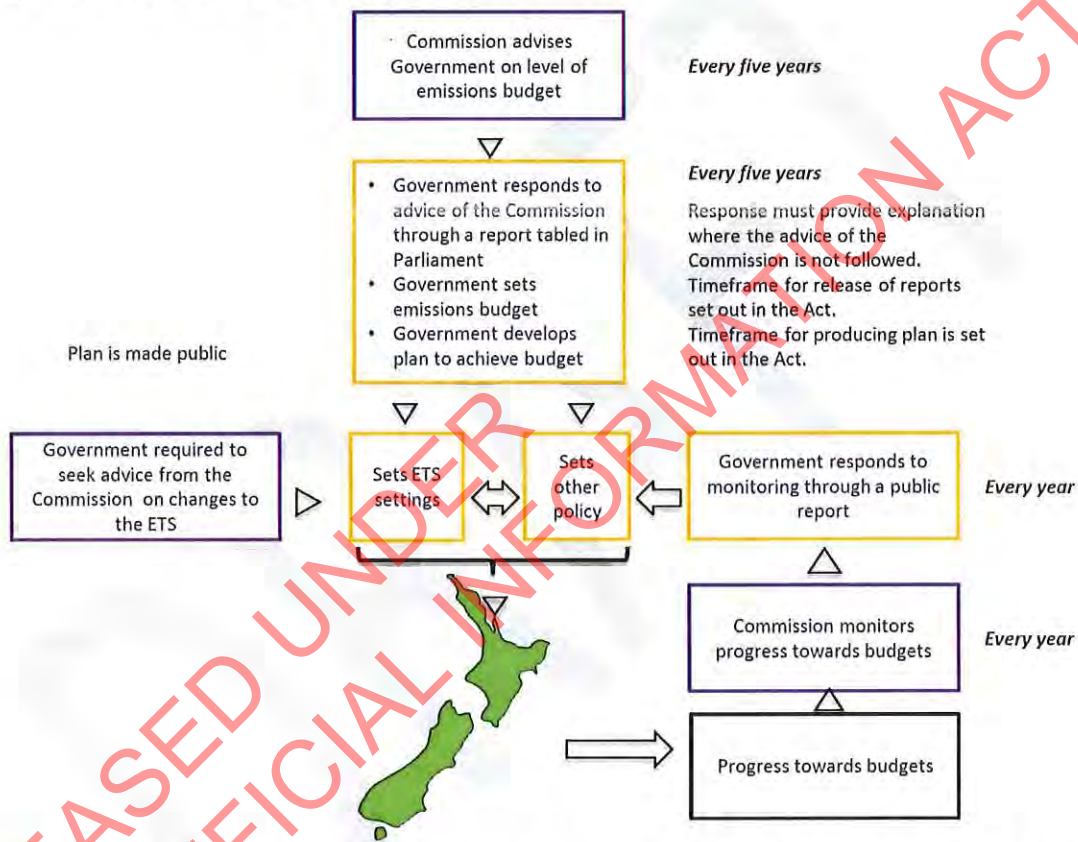 Commission advises
Government on level of
emissions budget
Every five years
• Government responds to
advice of the Commission
through a report tabled in
Parliament
• Government sets
emissions budget
• Government develops
plan to achieve budget
Every five years
Response must provide explanation
where the advice of the
Commission is not followed.
Timeframe for release of reports
set out in the Act.
Timeframe for producing plan is set
out in the Act.
Plan is made public
Government required to
seek advice from the
Commission on changes to
the ETS
Sets ETS
settings
Sets
other
policy
Government responds to
monitoring through a public
report
Every year
Commission monitors
progress towards budgets
Every year
Progress towards budgets
EASED UNDER
FICIAL INFORMATION ACT